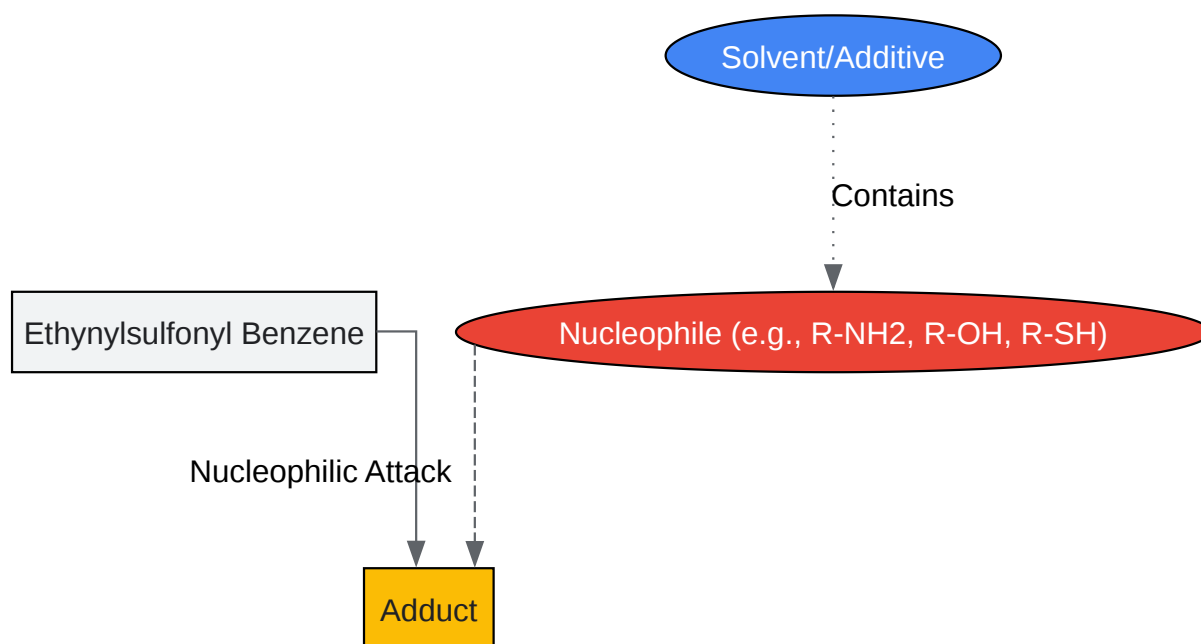 Solvent/Additive
Contains
Ethynylsulfonyl Benzene
Nucleophile (e.g., R-NH2, R-OH, R-SH)
Nucleophilic Attack
Adduct